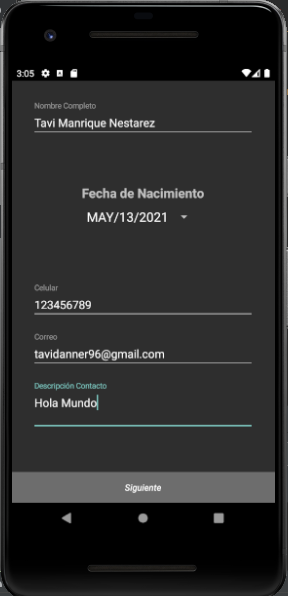 3:05
Nombre Completo
Tavi Manrique Nestarez
Fecha de Nacimiento
MAY/13/2021
Celular
123456789
Correo
tavidanner96@gmail.com
Descripción Contacto
Hola Mundo
Siguiente